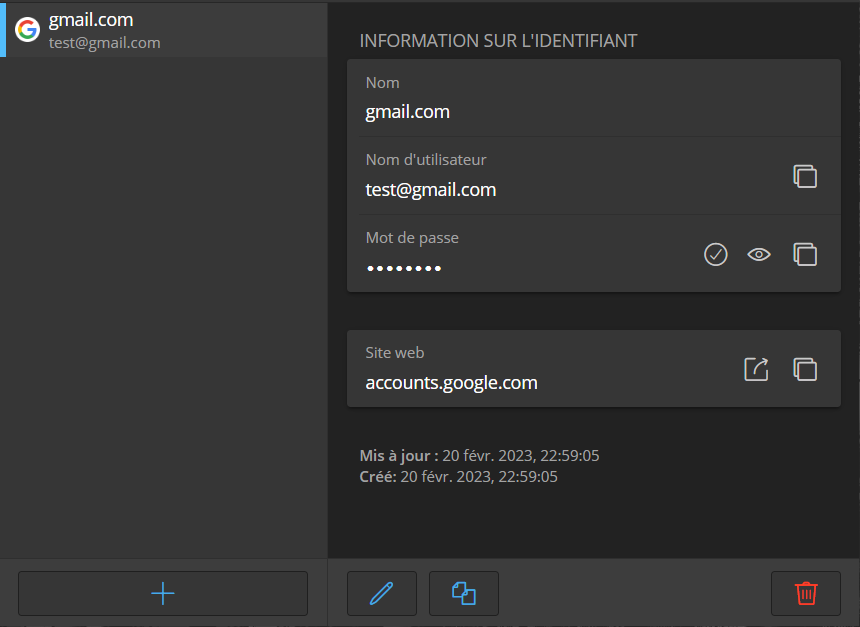 gmail.com
test@gmail.com
INFORMATION SUR L'IDENTIFIANT
Nom
gmail.com
Nom d'utilisateur
test@gmail.com
Mot de passe
••••••••
Site web
accounts.google.com
Mis à jour : 20 févr. 2023, 22:59:05
Créé: 20 févr. 2023, 22:59:05